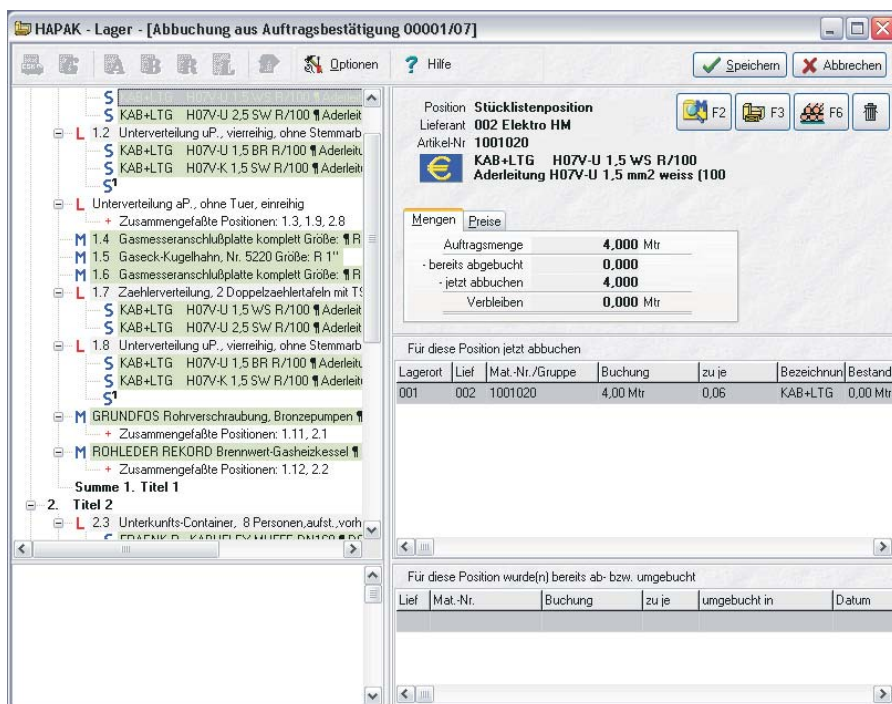 HAPAK - Lager - [Abbuchung aus Auftragsbestätigung 00001/07]
Optionen ? Hilfe Speichern Abbrechen
S KAB+LTG H07V-U 1,5 WS R/100 ¶ Aderleit
S KAB+LTG H07V-U 2,5 SW R/100 ¶ Aderleit
L 1.2 Unterverteilung uP., vierreihig, ohne Stemmarb
S KAB+LTG H07V-U 1,5 BR R/100 ¶ Aderleitu
S KAB+LTG H07V-K 1,5 SW R/100 ¶ Aderleitu
S¹
L Unterverteilung aP., ohne Tuer, einreihig
+ Zusammengefaßte Positionen: 1.3, 1.9, 2.8
M 1.4 Gasmesseranschlußplatte komplett Größe: ¶ R
M 1.5 Gaseck-Kugelhahn, Nr. 5220 Größe: R 1''
M 1.6 Gasmesseranschlußplatte komplett Größe: ¶ R
L 1.7 Zaehlerverteilung, 2 Doppelzaehlertafeln mit TS
S KAB+LTG H07V-U 1,5 WS R/100 ¶ Aderleit
S KAB+LTG H07V-U 2,5 SW R/100 ¶ Aderleit
L 1.8 Unterverteilung uP., vierreihig, ohne Stemmarb
S KAB+LTG H07V-U 1,5 BR R/100 ¶ Aderleitu
S KAB+LTG H07V-K 1,5 SW R/100 ¶ Aderleitu
S¹
M GRUNDFOS Rohrverschraubung, Bronzepumpen ¶
+ Zusammengefaßte Positionen: 1.11, 2.1
M ROHLEDER REKORD Brennwert-Gasheizkessel ¶
+ Zusammengefaßte Positionen: 1.12, 2.2
Summe 1. Titel 1
2. Titel 2
L 2.3 Unterkunfts-Container, 8 Personen,aufst.,vorh
Position Stücklistenposition
Lieferant 002 Elektro HM
Artikel-Nr 1001020
KAB+LTG H07V-U 1,5 WS R/100
Aderleitung H07V-U 1,5 mm2 weiss (100
F2 F3 F6
Mengen Preise
Auftragsmenge 4,000 Mtr
- bereits abgebucht 0,000
- jetzt abbuchen 4,000
Verbleiben 0,000 Mtr
Für diese Position jetzt abbuchen
Lagerort Lief Mat.-Nr./Gruppe Buchung zu je Bezeichnun Bestand
001 002 1001020 4,00 Mtr 0,06 KAB+LTG 0,00 Mtr
Für diese Position wurde(n) bereits ab- bzw. umgebucht
Lief Mat.-Nr. Buchung zu je umgebucht in Datum